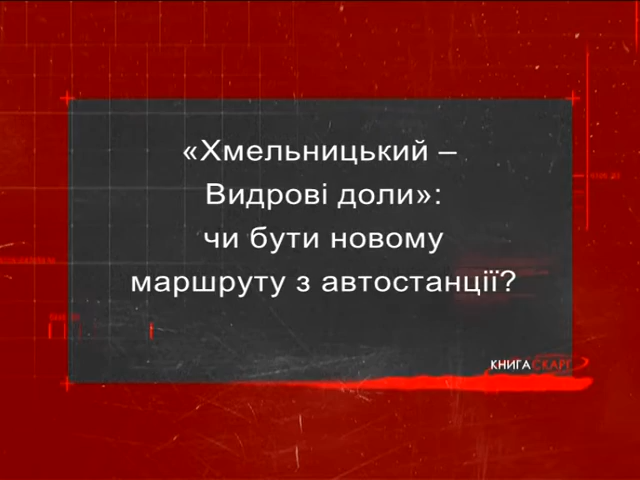 «Хмельницький –
Видрові доли»:
чи бути новому
маршруту з автостанції?
КНИГА СКАРГ